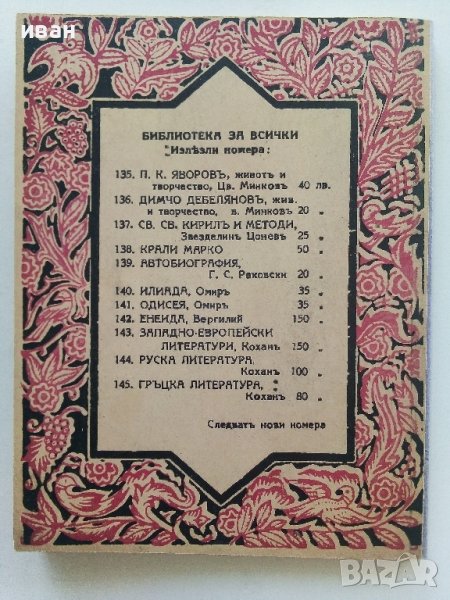 иван
БИБЛИОТЕКА ЗА ВСИЧКИ
Излѣзли номера:
135. П. К. ЯВОРОВЪ, животъ и
творчество, Цв. Минковъ 40 лв.
136. ДИМЧО ДЕБЕЛЯНОВЪ, жив.
и творчество, в. Минковъ 20 „
137. СВ. СВ. КИРИЛЪ И МЕТОДИ,
Звезделинъ Цоневъ 25 „
138. КРАЛИ МАРКО 50 „
139. АВТОБИОГРАФИЯ,
Г. С. Раковски 20 „
140. ИЛИАДА, Омиръ 35 „
141. ОДИСЕЯ, Омиръ 35 „
142. ЕНЕИДА, Вергилий 150 „
143. ЗАПАДНО-ЕВРОПЕЙСКИ
ЛИТЕРАТУРИ, Коханъ 150 „
144. РУСКА ЛИТЕРАТУРА,
Коханъ 100 „
145. ГРЪЦКА ЛИТЕРАТУРА,
Коханъ 80 „
Следватъ нови номера
BAZAR.БГ